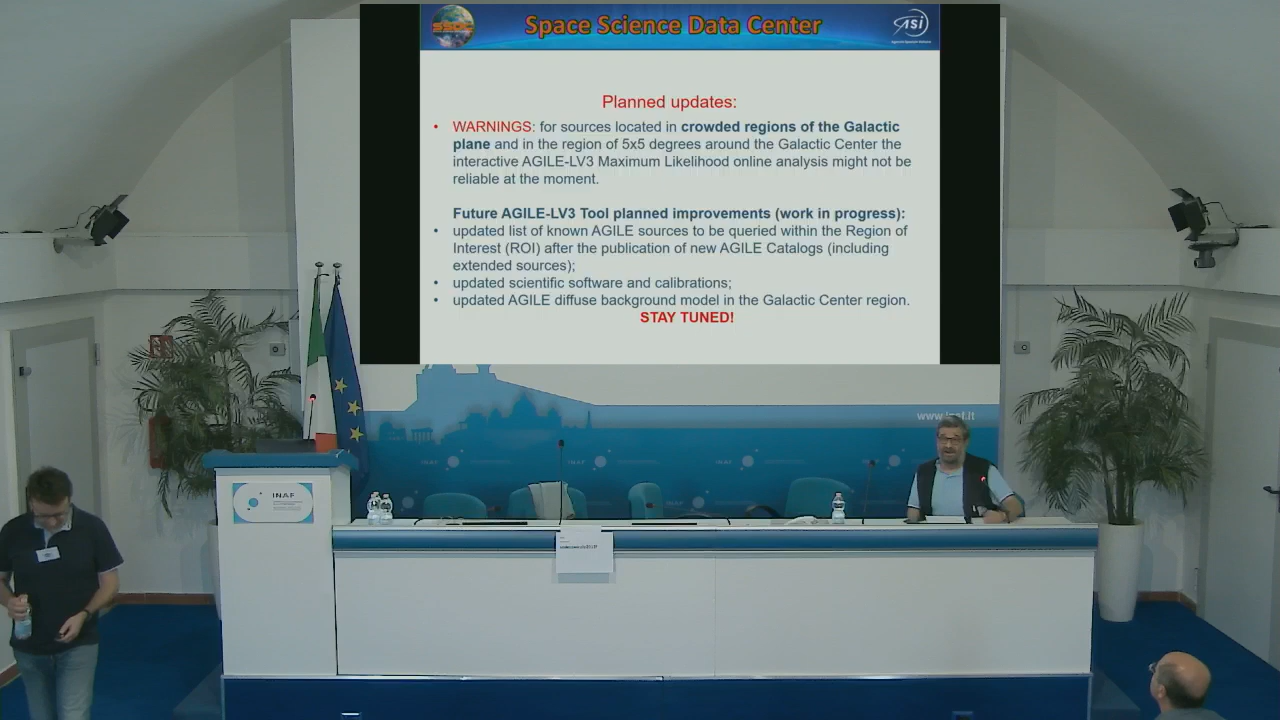 SSDC
Space Science Data Center
ASI
Planned updates:
• WARNINGS: for sources located in crowded regions of the Galactic
plane and in the region of 5x5 degrees around the Galactic Center the
interactive AGILE-LV3 Maximum Likelihood online analysis might not be
reliable at the moment.
Future AGILE-LV3 Tool planned improvements (work in progress):
• updated list of known AGILE sources to be queried within the Region of
Interest (ROI) after the publication of new AGILE Catalogs (including
extended sources);
• updated scientific software and calibrations;
• updated AGILE diffuse background model in the Galactic Center region.
STAY TUNED!
www.inaf.it
INAF